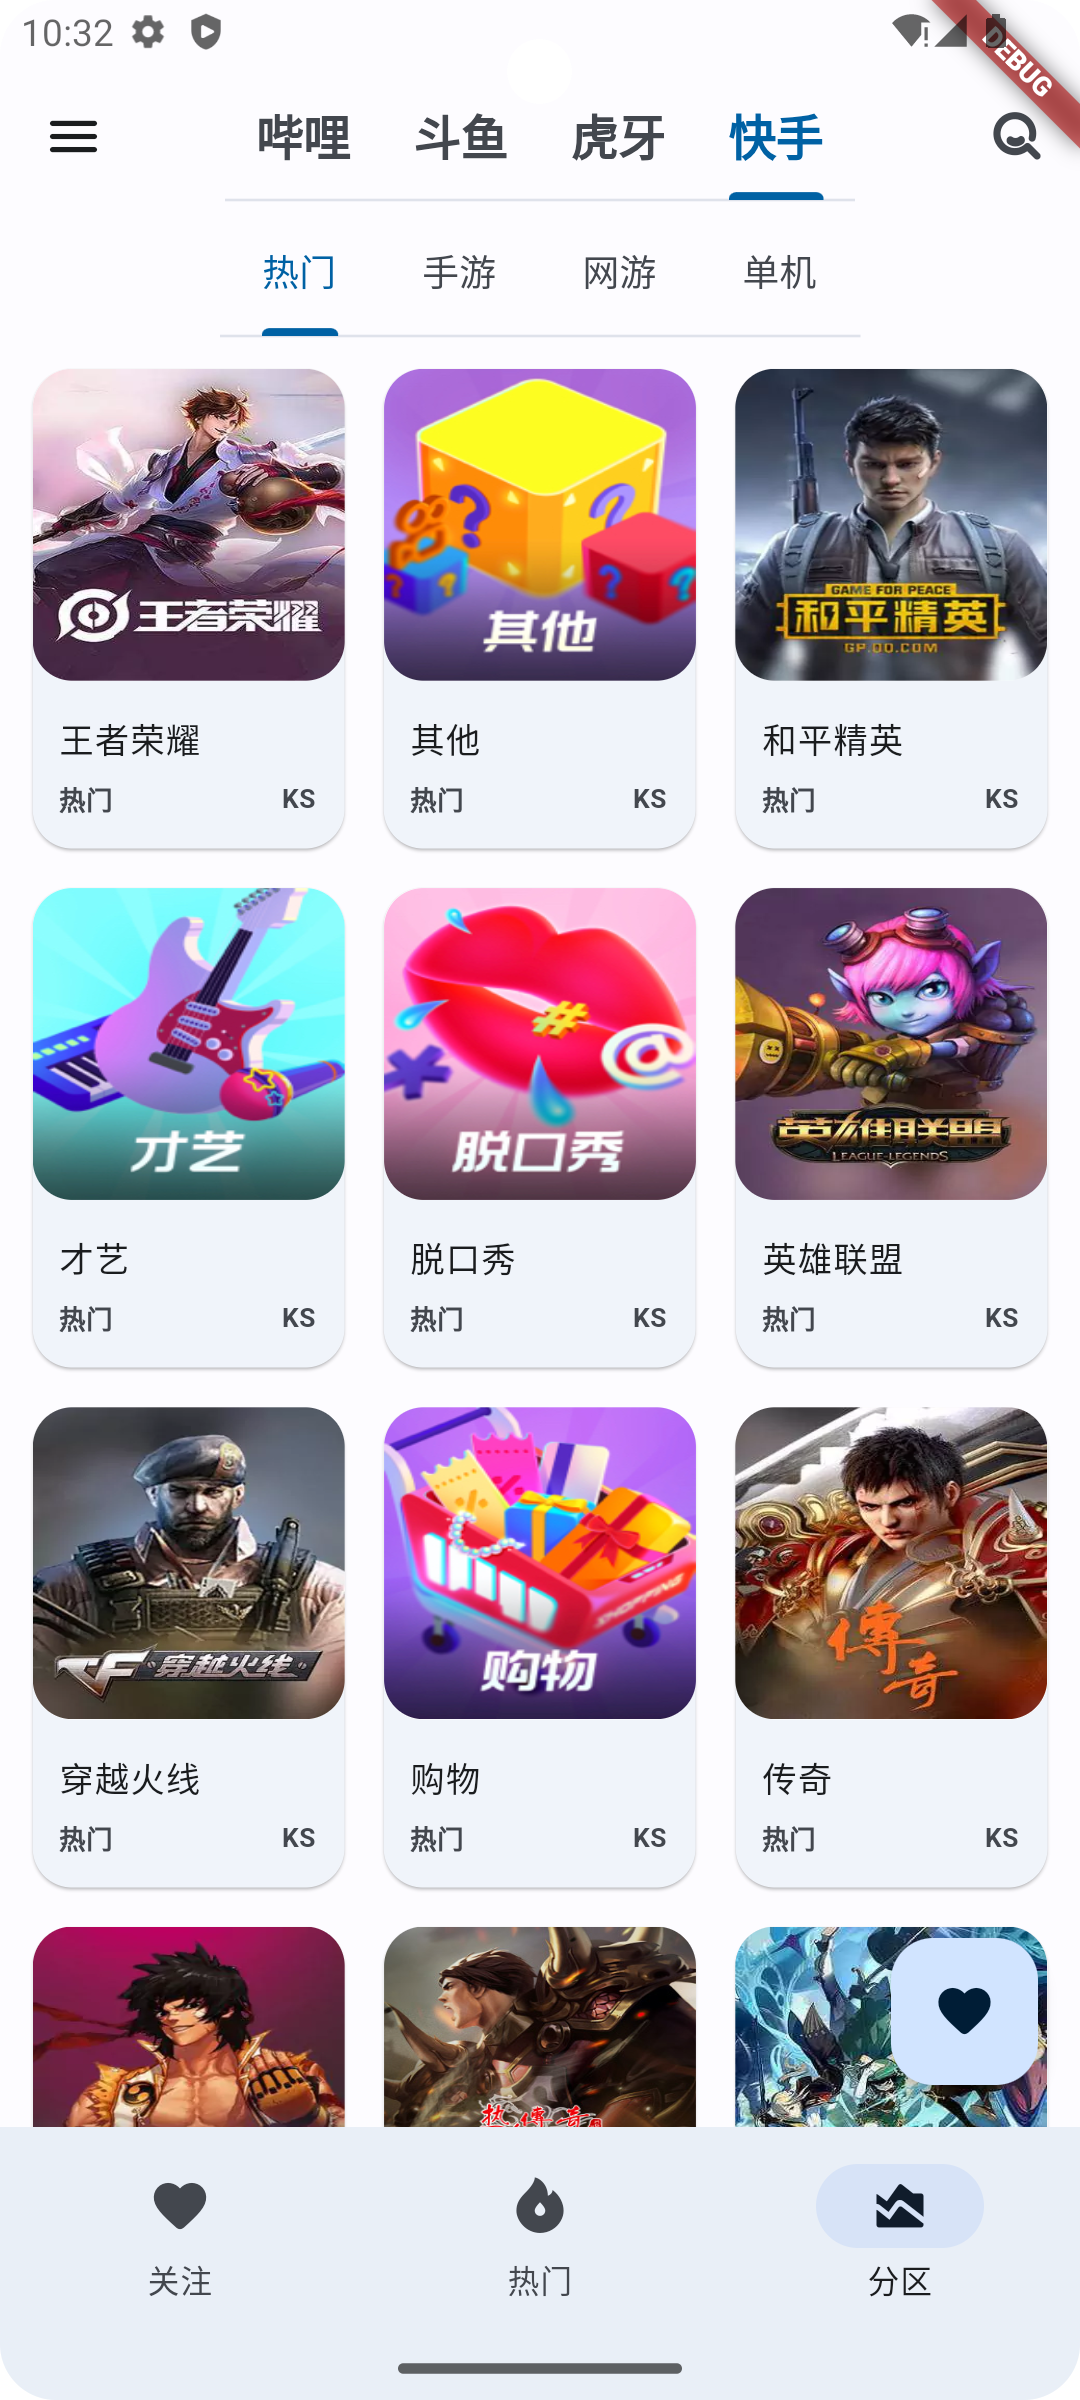 10:32
DEBUG
哔哩 斗鱼 虎牙 快手
热门 手游 网游 单机
王者荣耀
其他
GAME FOR PEACE
和平精英
GP.QQ.COM
王者荣耀 其他 和平精英
热门 KS 热门 KS 热门 KS
才艺
脱口秀
英雄联盟
LEAGUE-LEGENDS
才艺 脱口秀 英雄联盟
热门 KS 热门 KS 热门 KS
CF 穿越火线
SHOPPING
购物
傳奇
穿越火线 购物 传奇
热门 KS 热门 KS 热门 KS
关注 热门 分区